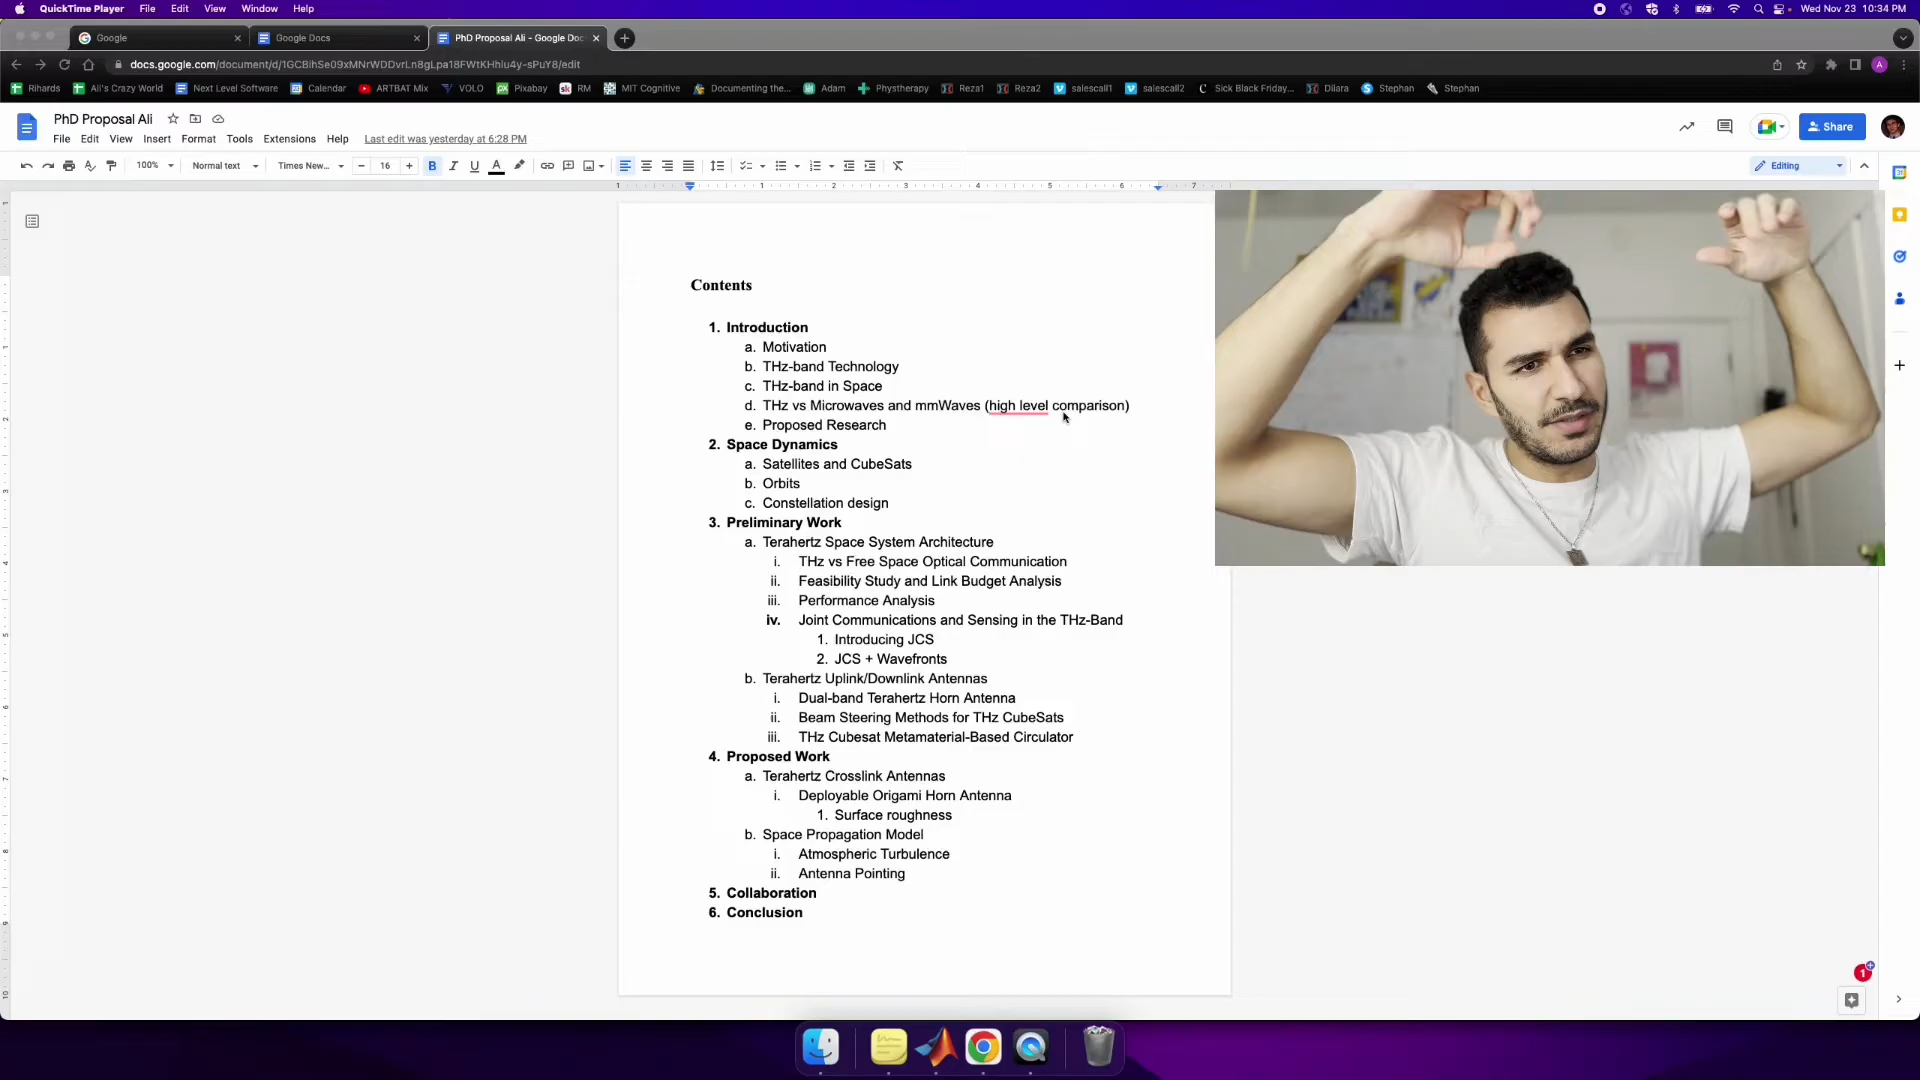 QuickTime Player File Edit View Window Help Wed Nov 23 10:34 PM
Google Google Docs PhD Proposal Ali - Google Doc
docs.google.com/document/d/1GCBihSe09xMNrWDDvrLn8gLpa18FWtKHhlu4y-sPuY8/edit A
Rihards Ali's Crazy World Next Level Software Calendar ARTBAT Mix VOLO Pixabay RM MIT Cognitive Documenting the... Adam Physterapy Reza1 Reza2 salescall1 salescall2 Sick Black Friday... Dilara Stephan Stephan
PhD Proposal Ali
File Edit View Insert Format Tools Extensions Help Last edit was yesterday at 6:28 PM Share
100% Normal text Times New... 16 Editing
Contents
1. Introduction
a. Motivation
b. THz-band Technology
c. THz-band in Space
d. THz vs Microwaves and mmWaves (high level comparison)
e. Proposed Research
2. Space Dynamics
a. Satellites and CubeSats
b. Orbits
c. Constellation design
3. Preliminary Work
a. Terahertz Space System Architecture
i. THz vs Free Space Optical Communication
ii. Feasibility Study and Link Budget Analysis
iii. Performance Analysis
iv. Joint Communications and Sensing in the THz-Band
1. Introducing JCS
2. JCS + Wavefronts
b. Terahertz Uplink/Downlink Antennas
i. Dual-band Terahertz Horn Antenna
ii. Beam Steering Methods for THz CubeSats
iii. THz Cubesat Metamaterial-Based Circulator
4. Proposed Work
a. Terahertz Crosslink Antennas
i. Deployable Origami Horn Antenna
1. Surface roughness
b. Space Propagation Model
i. Atmospheric Turbulence
ii. Antenna Pointing
5. Collaboration
6. Conclusion
1